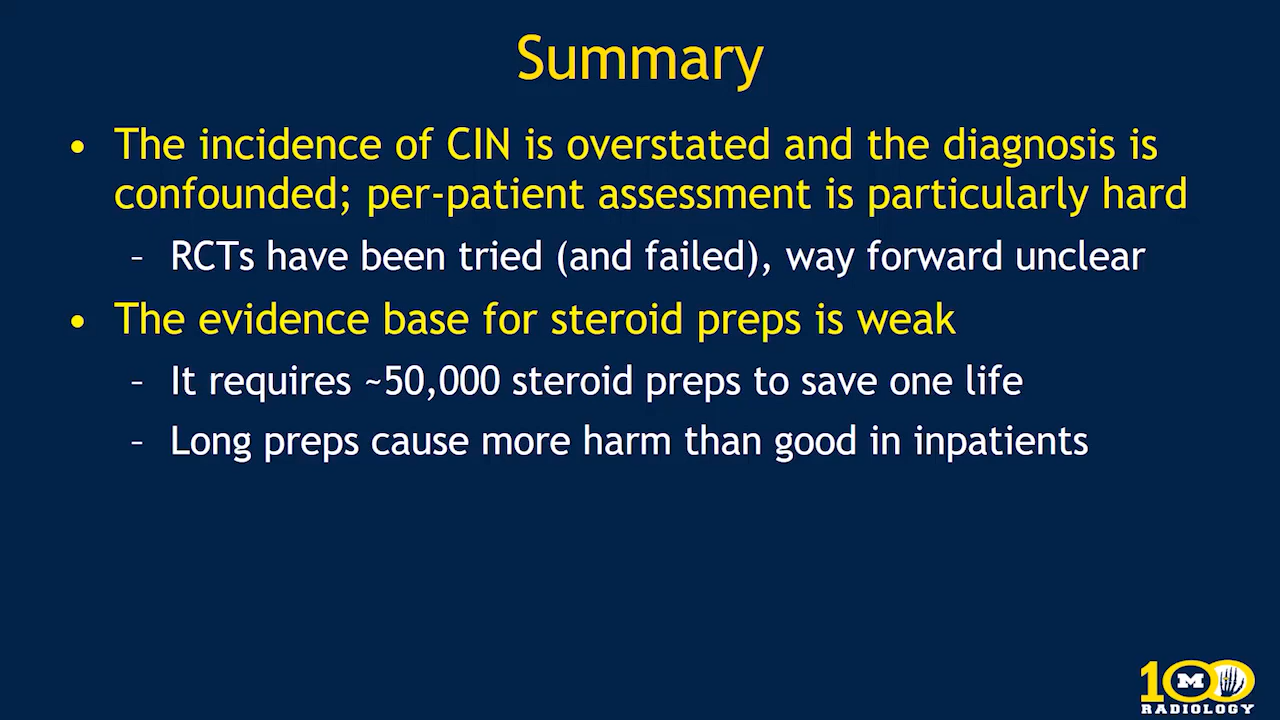 Summary
• The incidence of CIN is overstated and the diagnosis is
confounded; per-patient assessment is particularly hard
– RCTs have been tried (and failed), way forward unclear
• The evidence base for steroid preps is weak
– It requires ~50,000 steroid preps to save one life
– Long preps cause more harm than good in inpatients
100
M
RADIOLOGY